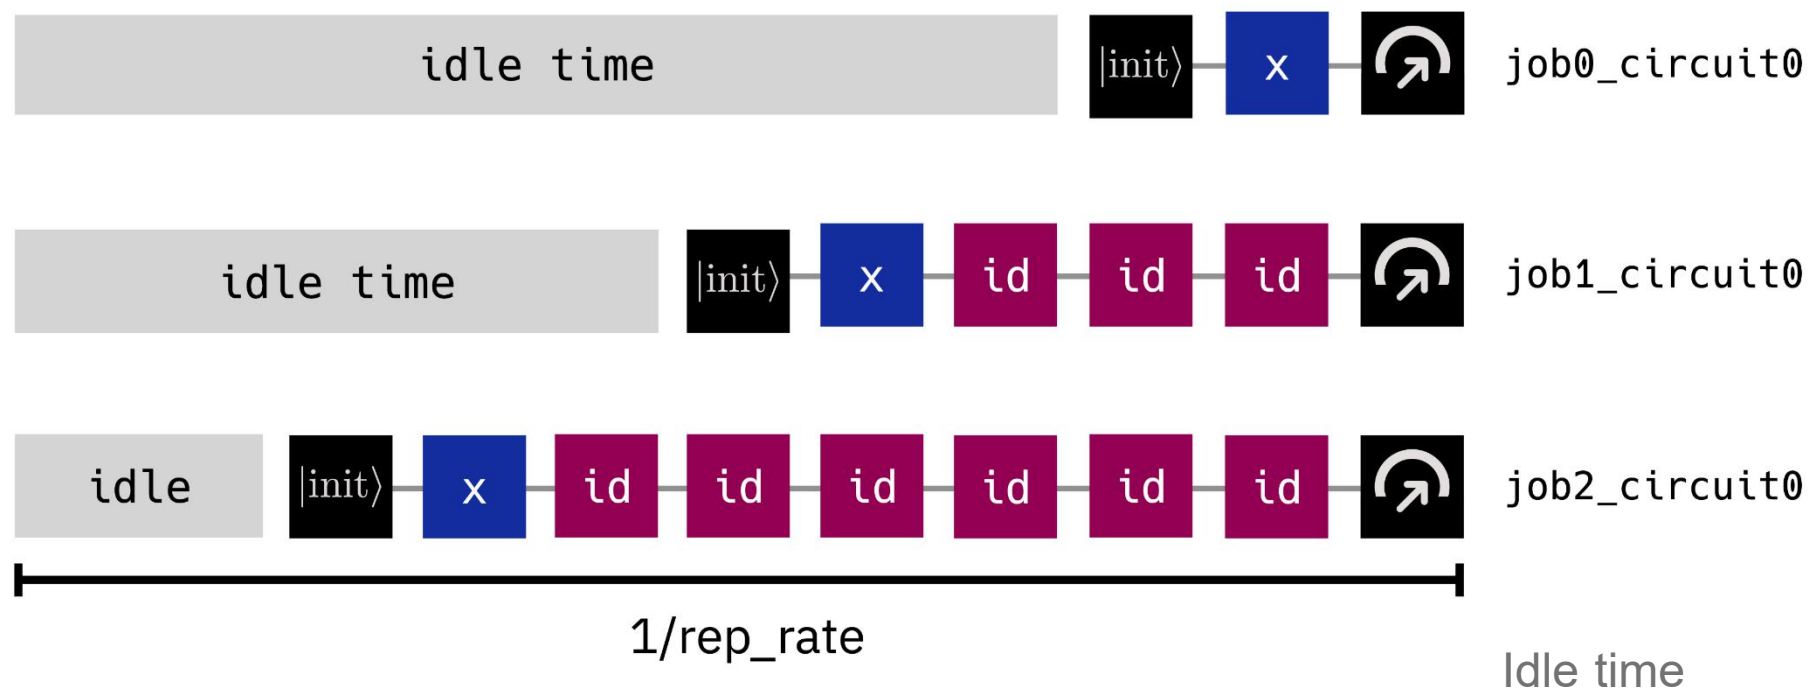 idle time |init⟩ x job0_circuit0
idle time |init⟩ x id id id job1_circuit0
idle |init⟩ x id id id id id id job2_circuit0
1/rep_rate
Idle time